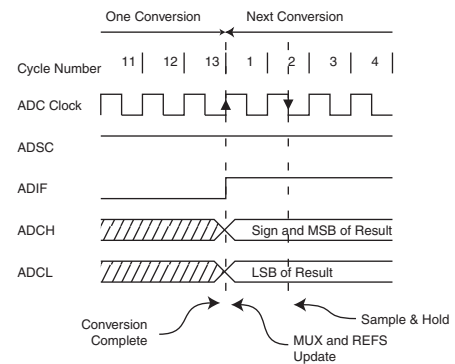 One Conversion Next Conversion
Cycle Number 11 12 13 1 2 3 4
ADC Clock
ADSC
ADIF
ADCH Sign and MSB of Result
ADCL LSB of Result
Conversion
Complete
MUX and REFS
Update
Sample & Hold